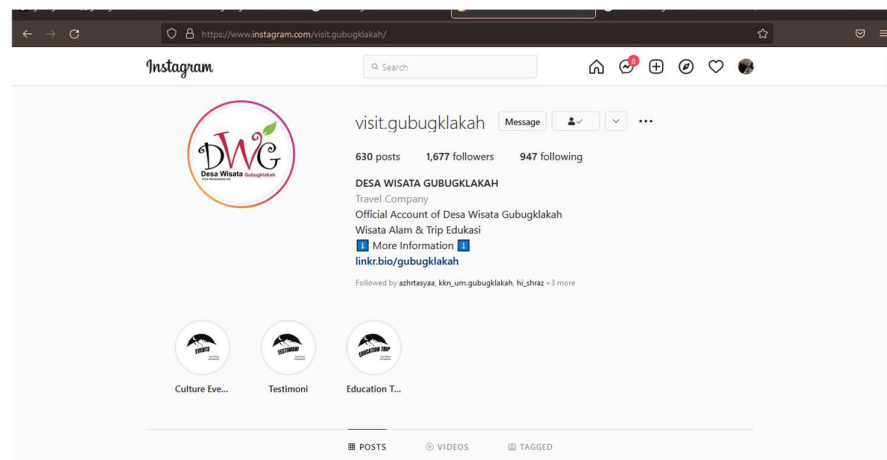 https://www.instagram.com/visit.gubugklakah/
Instagram
Search
8
DWG
Desa Wisata Gubugklakah
visit.gubugklakah Message
630 posts 1,677 followers 947 following
DESA WISATA GUBUGKLAKAH
Travel Company
Official Account of Desa Wisata Gubugklakah
Wisata Alam & Trip Edukasi
⬇️ More Information ⬇️
linkr.bio/gubugklakah
Followed by azhrtasyaa, kkn_um.gubugklakah, hi_shraz +3 more
EVENTS TESTIMONI EDUCATION TRIP
Culture Eve... Testimoni Education T...
POSTS VIDEOS TAGGED